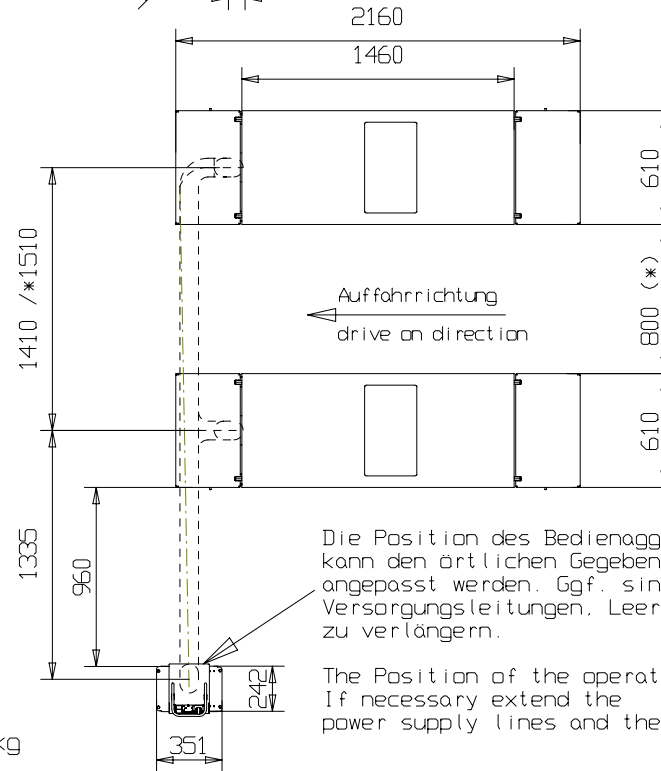 2160
1460
610
1410 /*1510
Auffahrrichtung
drive on direction
800 (*)
610
1335
960
Die Position des Bedienagg
kann den örtlichen Gegeben
angepasst werden. Ggf. sin
Versorgungsleitungen, Leer
zu verlängern.
The Position of the operat
If necessary extend the
power supply lines and the
242
351
kg